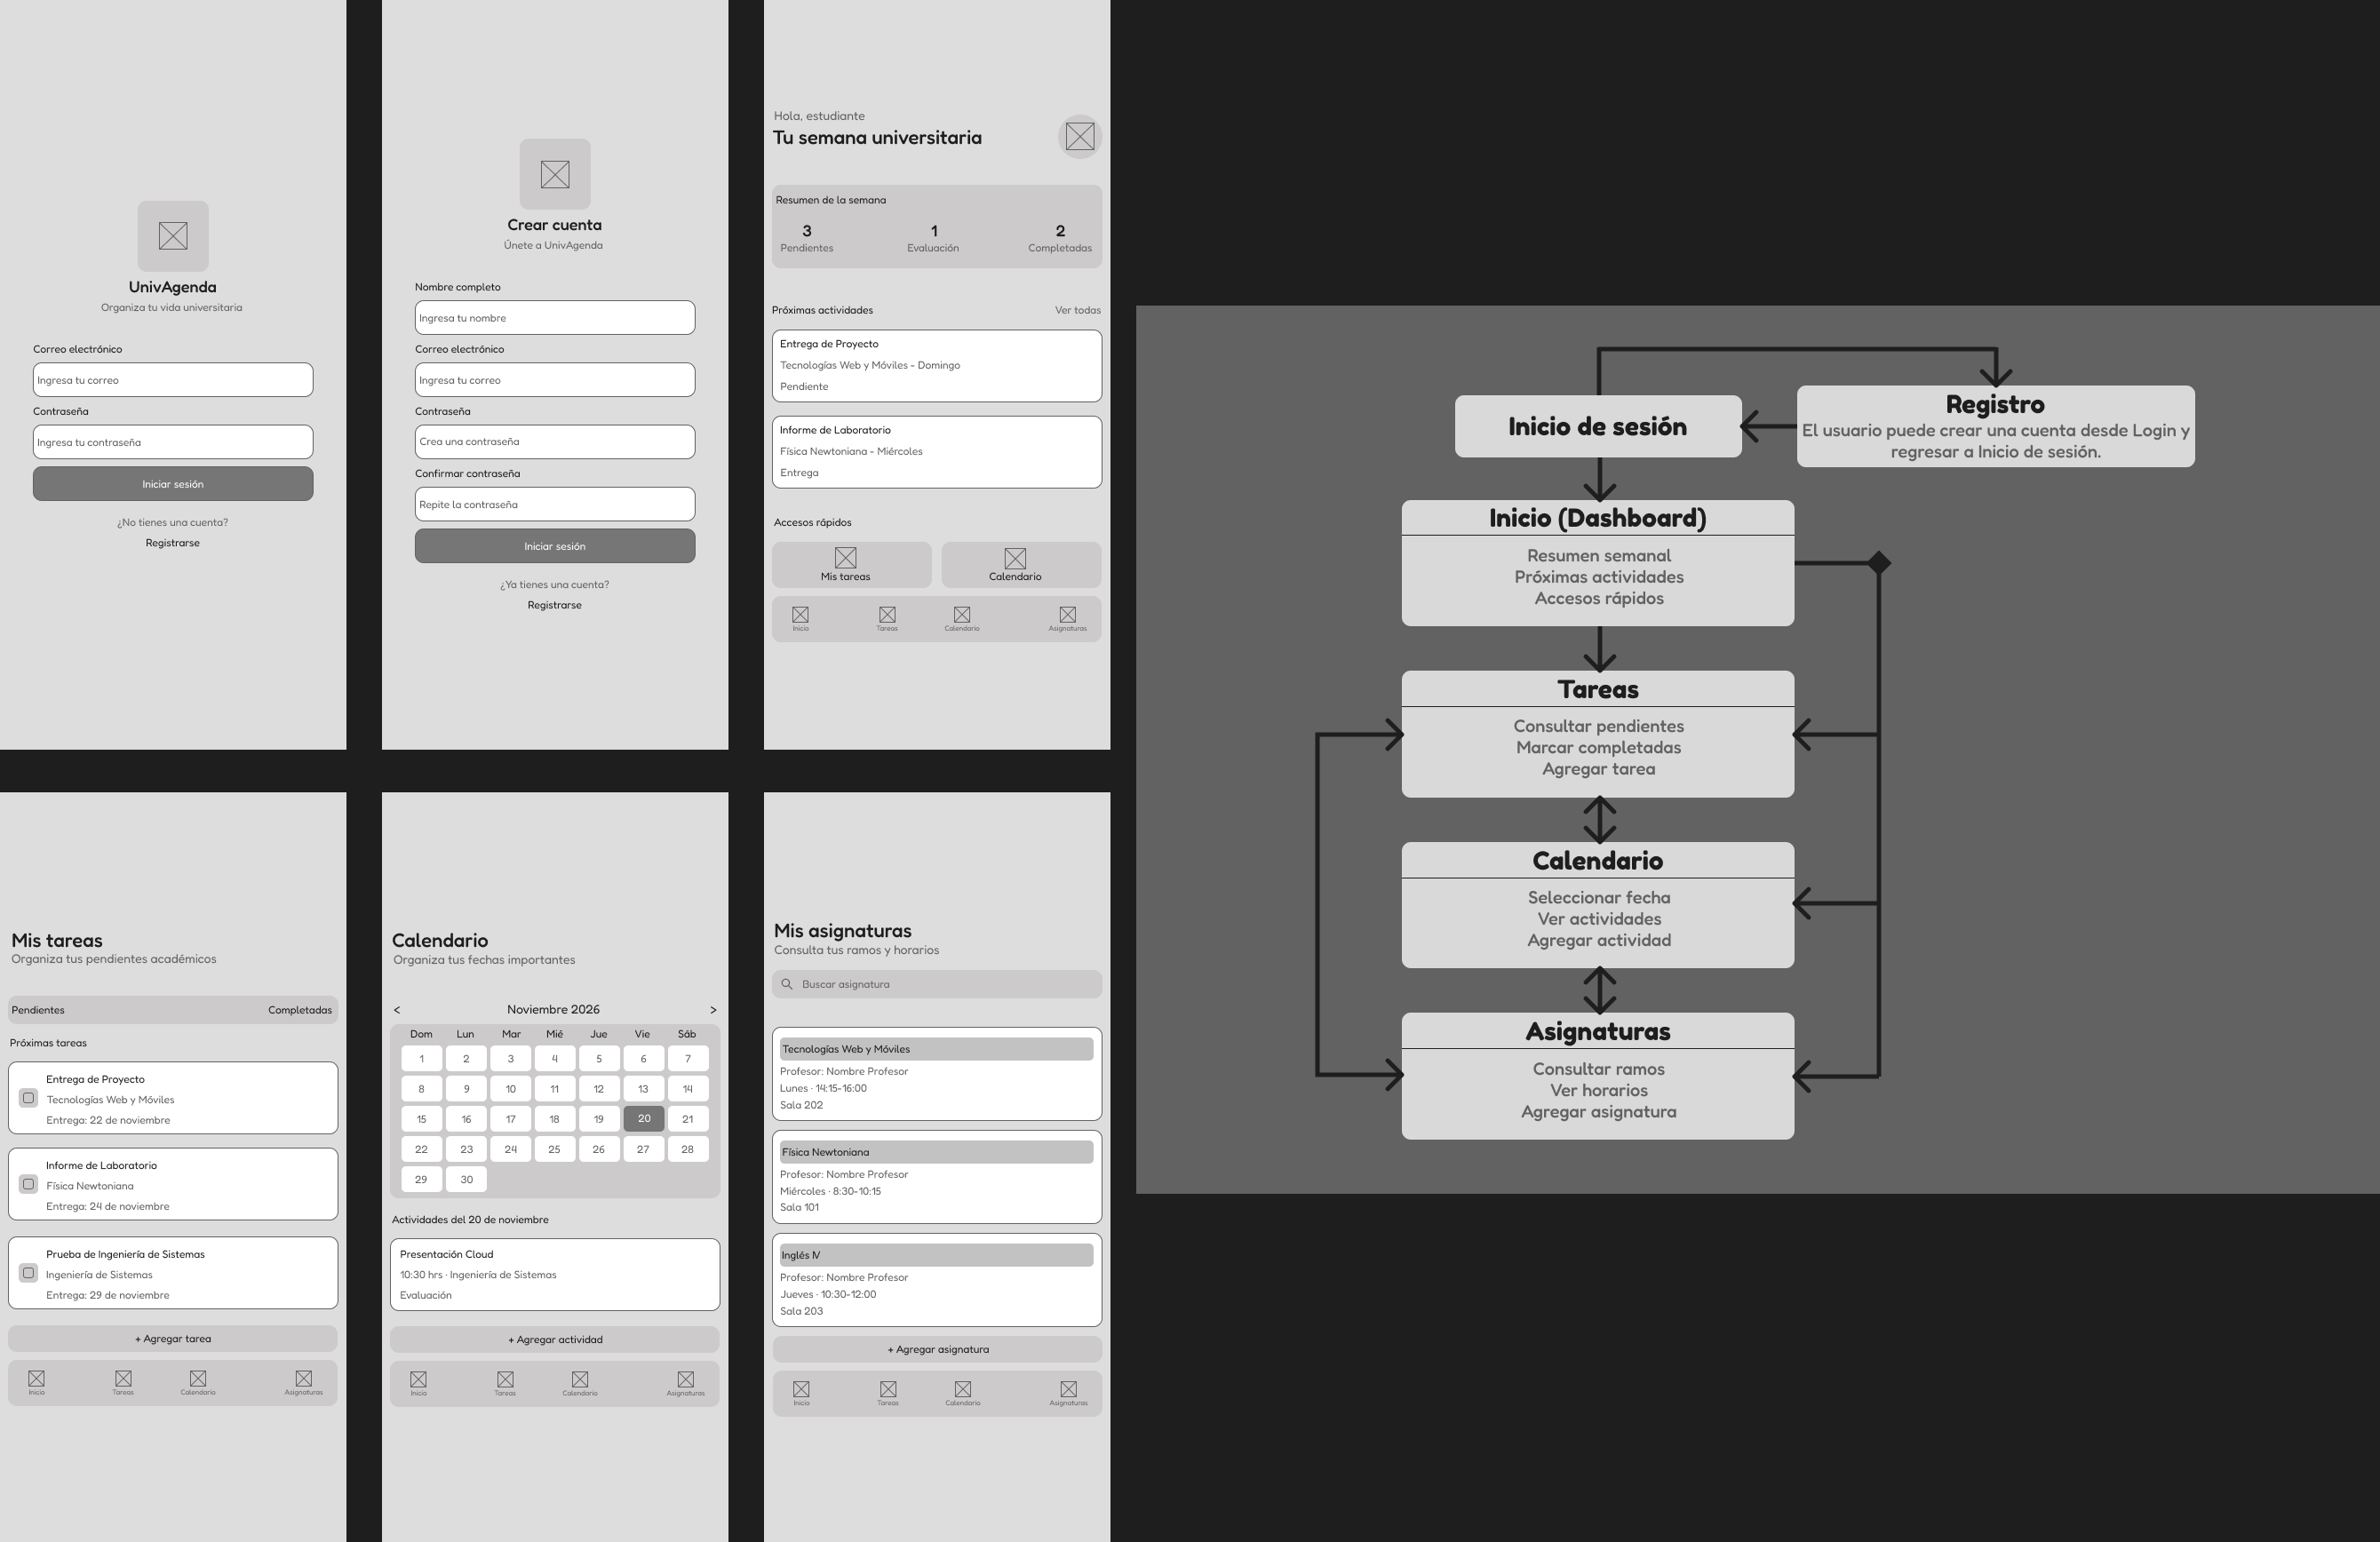 UnivAgenda
Organiza tu vida universitaria
Correo electrónico
Ingresa tu correo
Contraseña
Ingresa tu contraseña
Iniciar sesión
¿No tienes una cuenta?
Registrarse
Crear cuenta
Únete a UnivAgenda
Nombre completo
Ingresa tu nombre
Correo electrónico
Ingresa tu correo
Contraseña
Crea una contraseña
Confirmar contraseña
Repite la contraseña
Iniciar sesión
¿Ya tienes una cuenta?
Registrarse
Hola, estudiante
Tu semana universitaria
Resumen de la semana
3 1 2
Pendientes Evaluación Completadas
Próximas actividades Ver todas
Entrega de Proyecto
Tecnologías Web y Móviles - Domingo
Pendiente
Informe de Laboratorio
Física Newtoniana - Miércoles
Entrega
Accesos rápidos
Mis tareas Calendario
Inicio Tareas Calendario Asignaturas
Mis tareas
Organiza tus pendientes académicos
Pendientes Completadas
Próximas tareas
Entrega de Proyecto
Tecnologías Web y Móviles
Entrega: 22 de noviembre
Informe de Laboratorio
Física Newtoniana
Entrega: 24 de noviembre
Prueba de Ingeniería de Sistemas
Ingeniería de Sistemas
Entrega: 29 de noviembre
+ Agregar tarea
Inicio Tareas Calendario Asignaturas
Calendario
Organiza tus fechas importantes
< Noviembre 2026 >
Dom Lun Mar Mié Jue Vie Sáb
1 2 3 4 5 6 7
8 9 10 11 12 13 14
15 16 17 18 19 20 21
22 23 24 25 26 27 28
29 30
Actividades del 20 de noviembre
Presentación Cloud
10:30 hrs · Ingeniería de Sistemas
Evaluación
+ Agregar actividad
Inicio Tareas Calendario Asignaturas
Mis asignaturas
Consulta tus ramos y horarios
Buscar asignatura
Tecnologías Web y Móviles
Profesor: Nombre Profesor
Lunes · 14:15-16:00
Sala 202
Física Newtoniana
Profesor: Nombre Profesor
Miércoles · 8:30-10:15
Sala 101
Inglés IV
Profesor: Nombre Profesor
Jueves · 10:30-12:00
Sala 203
+ Agregar asignatura
Inicio Tareas Calendario Asignaturas
Inicio de sesión
Registro
El usuario puede crear una cuenta desde Login y
regresar a Inicio de sesión.
Inicio (Dashboard)
Resumen semanal
Próximas actividades
Accesos rápidos
Tareas
Consultar pendientes
Marcar completadas
Agregar tarea
Calendario
Seleccionar fecha
Ver actividades
Agregar actividad
Asignaturas
Consultar ramos
Ver horarios
Agregar asignatura